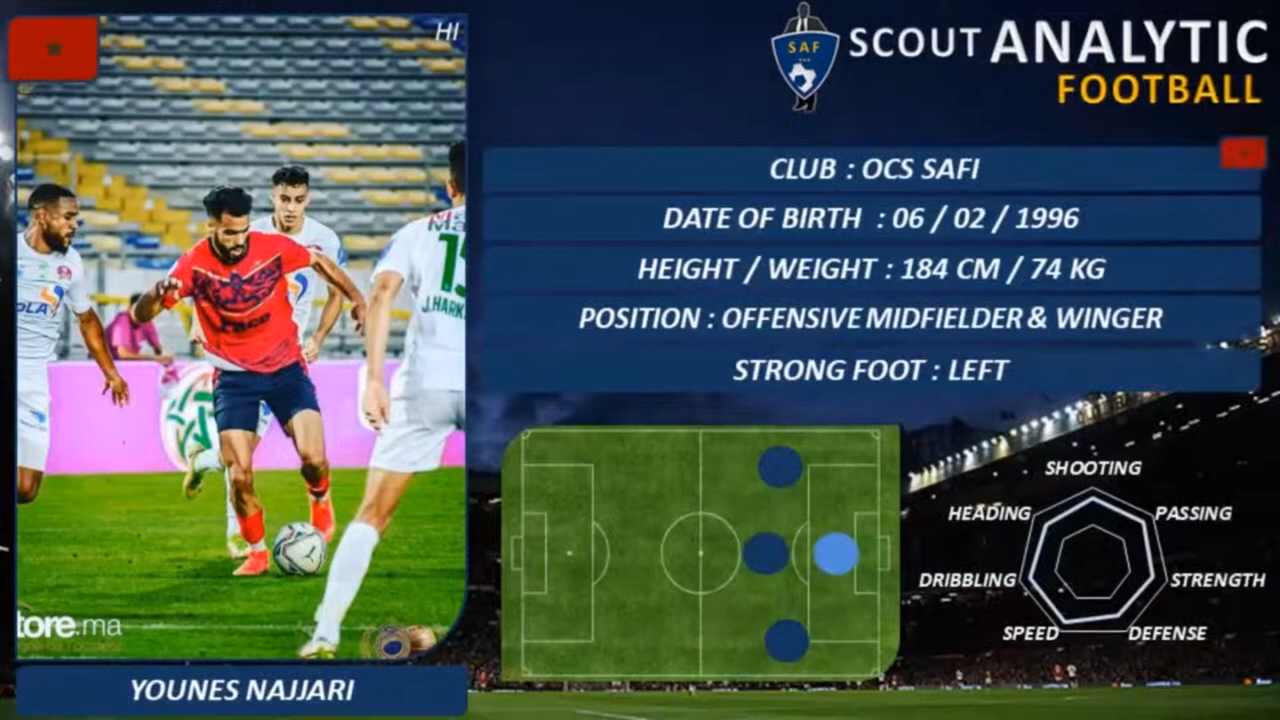 HI
SAF
SCOUT ANALYTIC
FOOTBALL
CLUB : OCS SAFI
DATE OF BIRTH : 06 / 02 / 1996
HEIGHT / WEIGHT : 184 CM / 74 KG
POSITION : OFFENSIVE MIDFIELDER & WINGER
STRONG FOOT : LEFT
15
J.HARK
tore.ma
SHOOTING
HEADING
PASSING
DRIBBLING
STRENGTH
SPEED
DEFENSE
YOUNES NAJJARI